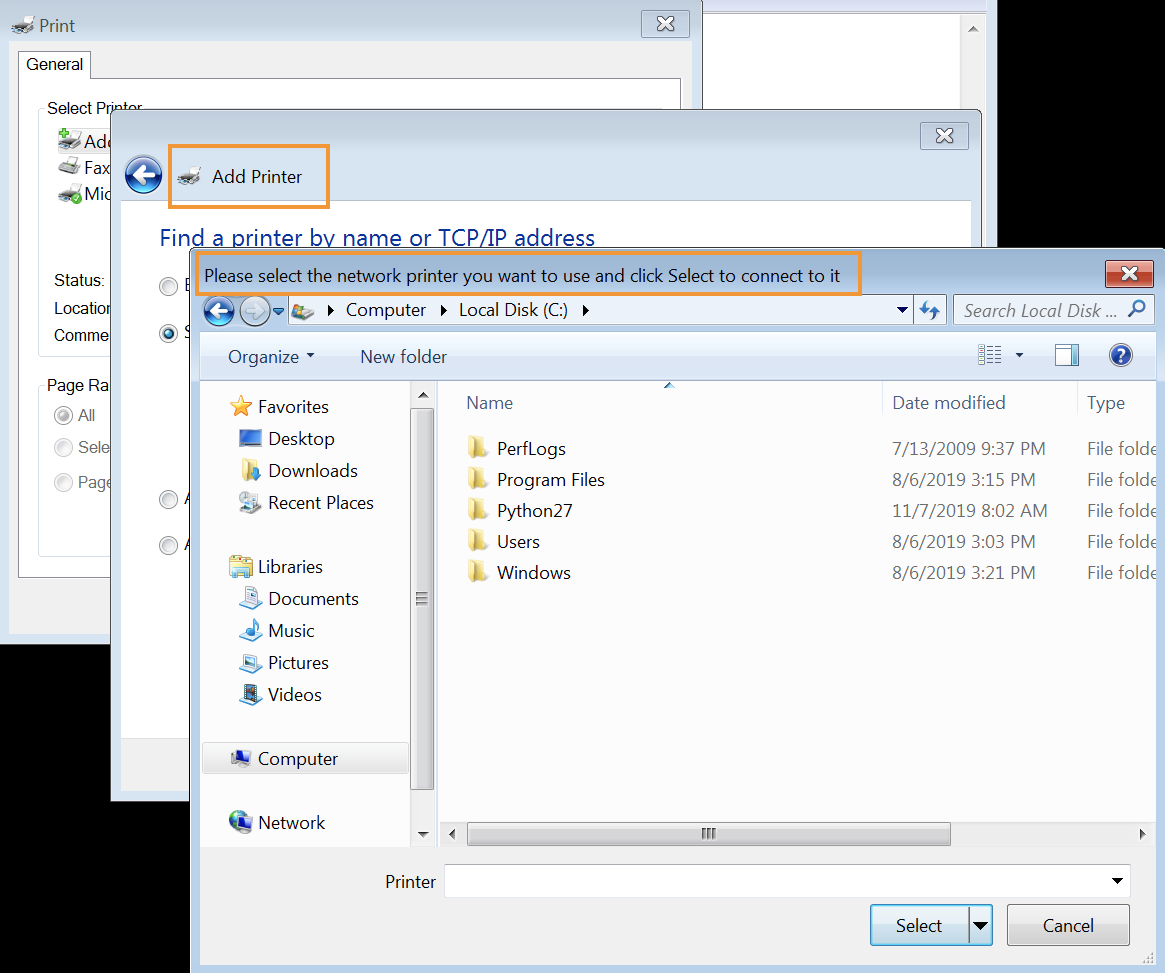 Print
General
Select Printer
Add
Fax
Mic
Status:
Location
Comme
Page Ra
All
Sele
Page
Add Printer
Find a printer by name or TCP/IP address
Please select the network printer you want to use and click Select to connect to it
Computer Local Disk (C:)
Search Local Disk ...
Organize New folder
Favorites
Desktop
Downloads
Recent Places
Libraries
Documents
Music
Pictures
Videos
Computer
Network
Name Date modified Type
PerfLogs 7/13/2009 9:37 PM File folde
Program Files 8/6/2019 3:15 PM File folde
Python27 11/7/2019 8:02 AM File folde
Users 8/6/2019 3:03 PM File folde
Windows 8/6/2019 3:21 PM File folde
Printer
Select Cancel